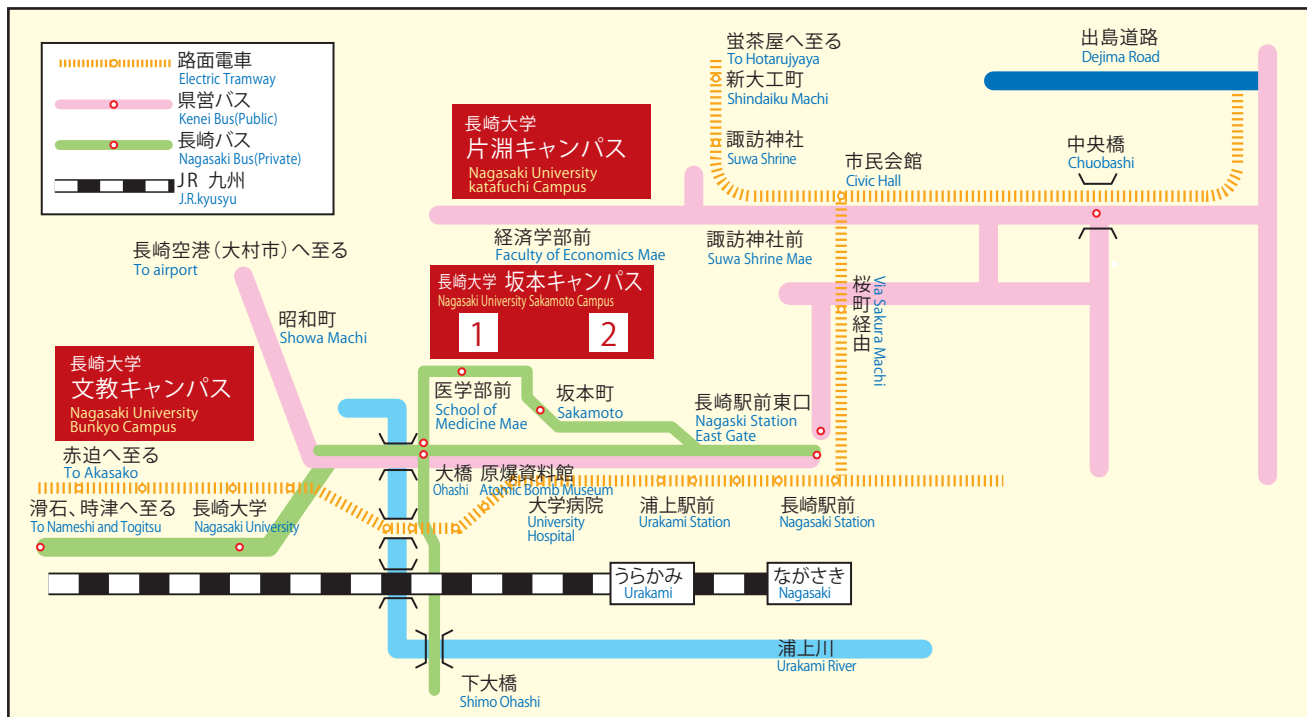 路面電車
Electric Tramway
県営バス
Kenei Bus(Public)
長崎バス
Nagasaki Bus(Private)
JR 九州
J.R.kyusyu
蛍茶屋へ至る
To Hotarujyaya
新大工町
Shindaiku Machi
諏訪神社
Suwa Shrine
市民会館
Civic Hall
出島道路
Dejima Road
中央橋
Chuobashi
長崎大学
片淵キャンパス
Nagasaki University
katafuchi Campus
経済学部前
Faculty of Economics Mae
諏訪神社前
Suwa Shrine Mae
長崎空港（大村市）へ至る
To airport
昭和町
Showa Machi
長崎大学 坂本キャンパス
Nagasaki University Sakamoto Campus
1 2
桜町経由
Via Sakura Machi
長崎大学
文教キャンパス
Nagasaki University
Bunkyo Campus
医学部前
School of
Medicine Mae
坂本町
Sakamoto
長崎駅前東口
Nagaski Station
East Gate
赤迫へ至る
To Akasako
大橋
Ohashi
原爆資料館
Atomic Bomb Museum
滑石、時津へ至る
To Nameshi and Togitsu
長崎大学
Nagasaki University
大学病院
University
Hospital
浦上駅前
Urakami Station
長崎駅前
Nagasaki Station
うらかみ
Urakami
ながさき
Nagasaki
浦上川
Urakami River
下大橋
Shimo Ohashi